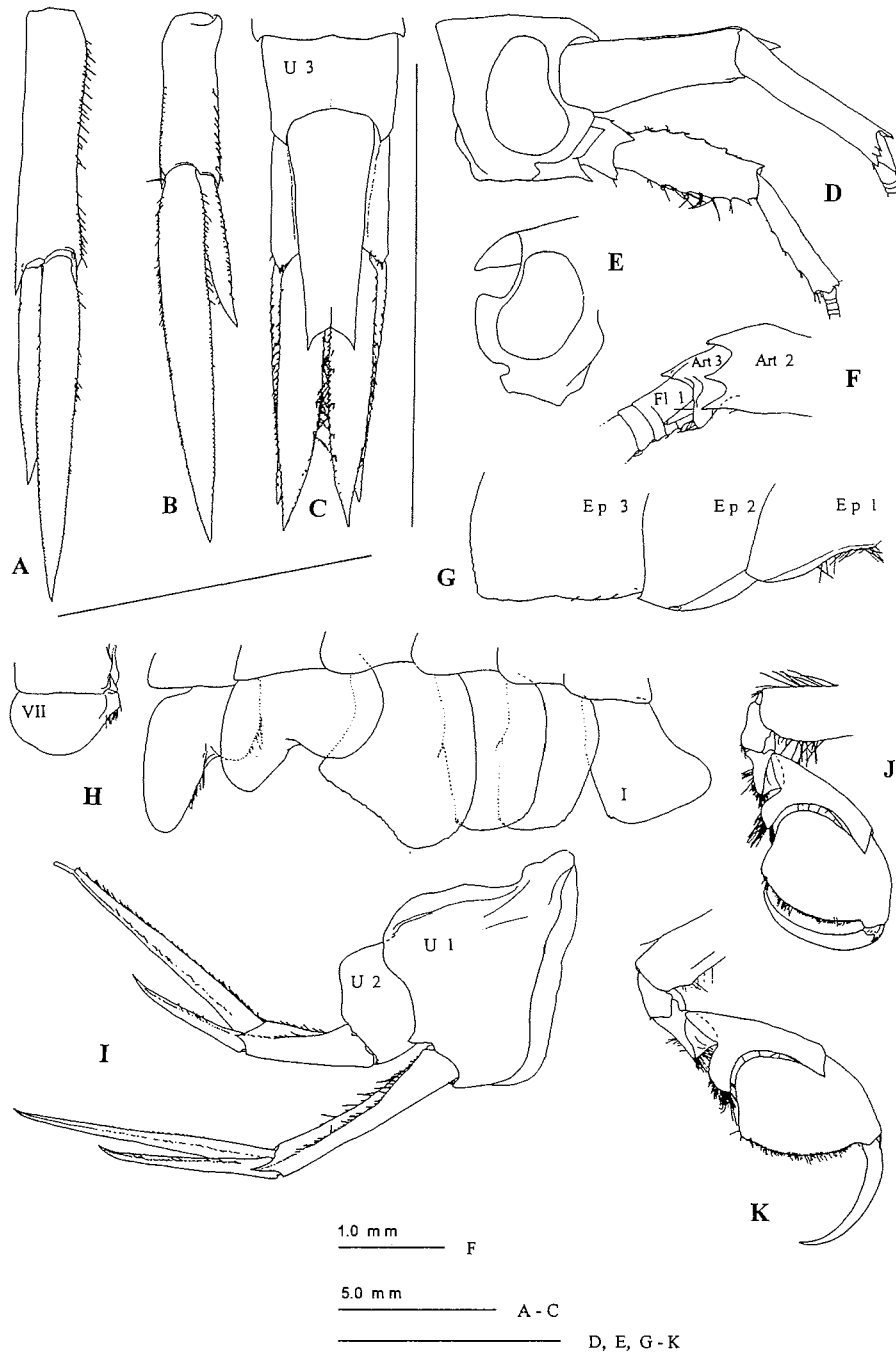 U 3
D
E
Art 3
Art 2
F
Fl 1
B
C
A
Ep 3
Ep 2
Ep 1
G
VII
H
I
J
U 1
U 2
I
K
1.0 mm
F
5.0 mm
A - C
D, E, G - K